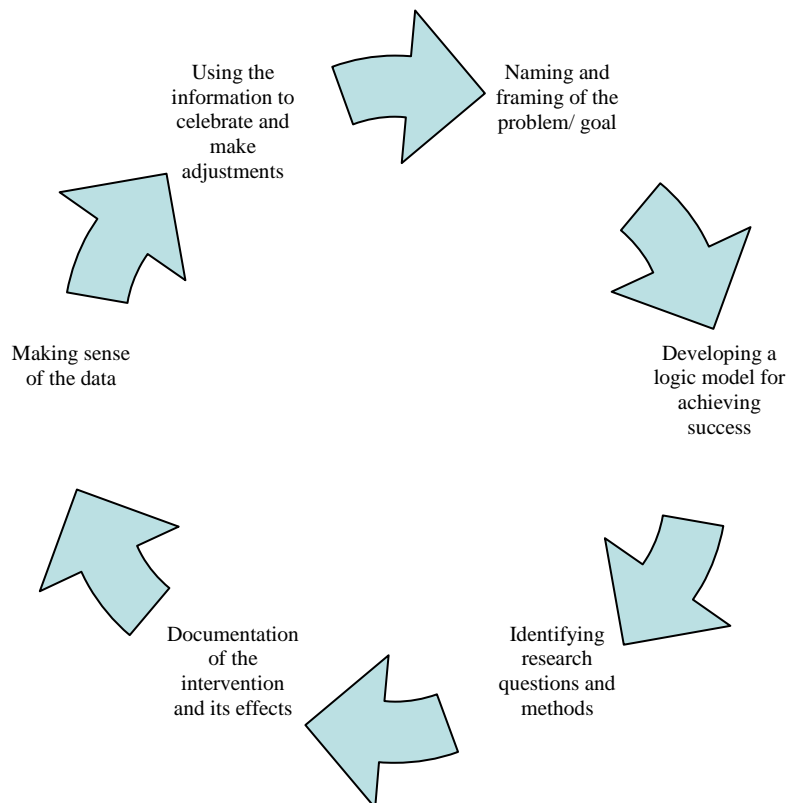 Using the
information to
celebrate and
make
adjustments
Naming and
framing of the
problem/ goal
Developing a
logic model for
achieving
success
Identifying
research
questions and
methods
Documentation
of the
intervention
and its effects
Making sense
of the data